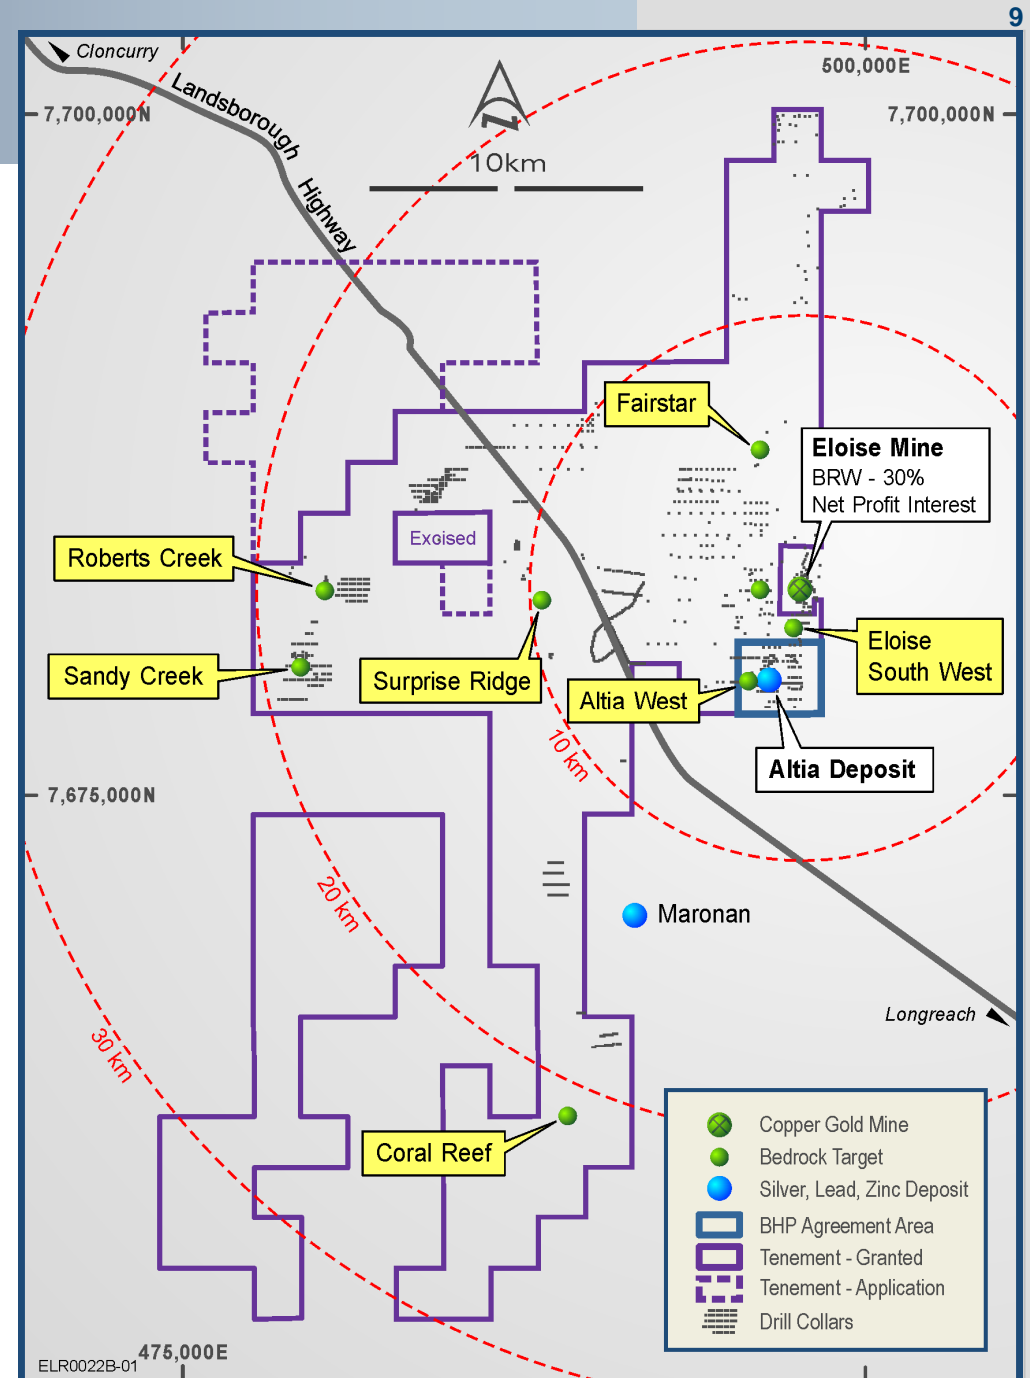 9
Cloncurry
500,000E
7,700,000N
7,700,000N
Landsborough
Highway
10km
Fairstar
Eloise Mine
BRW - 30%
Net Profit Interest
Excised
Roberts Creek
Eloise
South West
Sandy Creek
Surprise Ridge
Altia West
10 km
Altia Deposit
7,675,000N
20 km
Maronan
Longreach
30 km
Coral Reef
Copper Gold Mine
Bedrock Target
Silver, Lead, Zinc Deposit
BHP Agreement Area
Tenement - Granted
Tenement - Application
Drill Collars
475,000E
ELR0022B-01